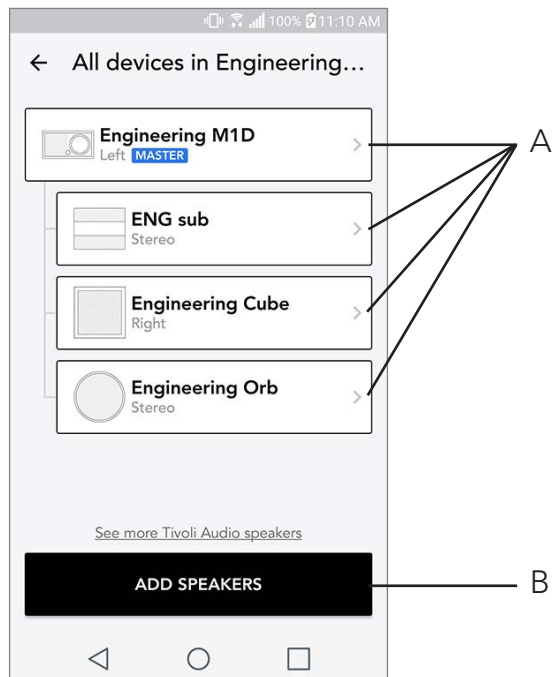 100% 11:10 AM
← All devices in Engineering...
Engineering M1D
Left MASTER
ENG sub
Stereo
Engineering Cube
Right
Engineering Orb
Stereo
See more Tivoli Audio speakers
ADD SPEAKERS
A
B